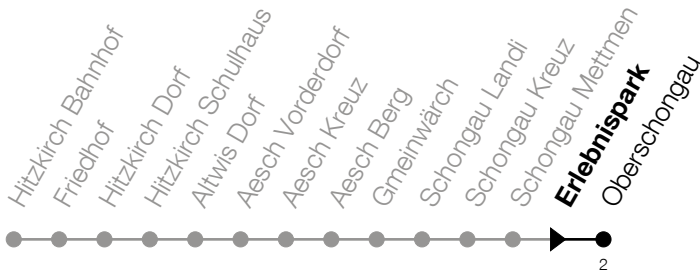 Hitzkirch Bahnhof
Friedhof
Hitzkirch Dorf
Hitzkirch Schulhaus
Altwis Dorf
Aesch Vorderdorf
Aesch Kreuz
Aesch Berg
Gmeinwärch
Schongau Landi
Schongau Kreuz
Schongau Mettmen
Erlebnispark
Oberschongau
2